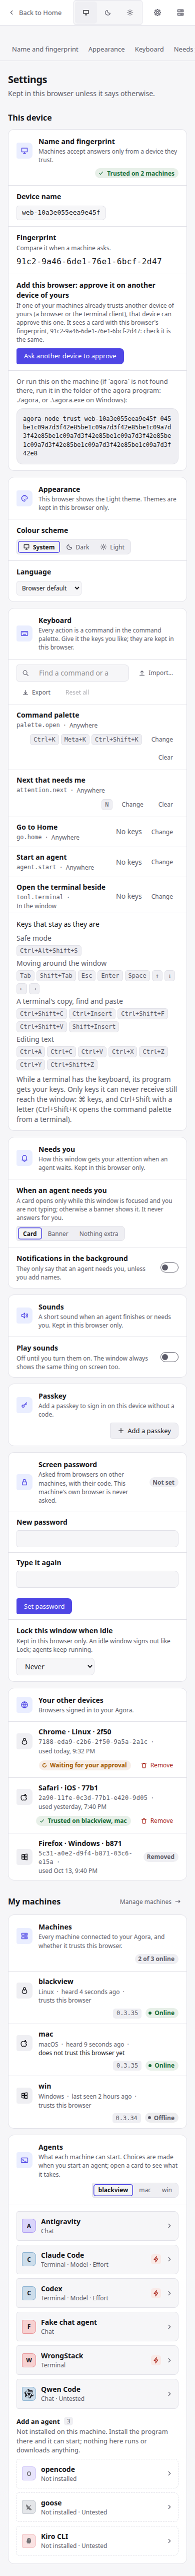 Back to Home
Name and fingerprint Appearance Keyboard Needs
Settings
Kept in this browser unless it says otherwise.
This device
Name and fingerprint
Machines accept answers only from a device they
trust.
Trusted on 2 machines
Device name
web-10a3e055eea9e45f
Fingerprint
Compare it when a machine asks.
91c2-9a46-6de1-76e1-6bcf-2d47
Add this browser: approve it on another
device of yours
If one of your machines already trusts another device of
yours (a browser or the terminal client), that device can
approve this one. It sees a card with this browser's
fingerprint, 91c2-9a46-6de1-76e1-6bcf-2d47: check it is
the same.
Ask another device to approve
Or run this on the machine (if `agora` is not found
there, run it in the folder of the agora program:
./agora, or .\agora.exe on Windows):
agora node trust web-10a3e055eea9e45f 045
be1c09a7d3f42e85be1c09a7d3f42e85be1c09a7d
3f42e85be1c09a7d3f42e85be1c09a7d3f42e85be
1c09a7d3f42e85be1c09a7d3f42e85be1c09a7d3f
42e8
Appearance
This browser shows the Light theme. Themes are
kept in this browser only.
Colour scheme
System Dark Light
Language
Browser default
Keyboard
Every action is a command in the command
palette. Give it the keys you like; they are kept in
this browser.
Find a command or a Import...
Export Reset all
Command palette
palette.open · Anywhere
Ctrl+K Meta+K Ctrl+Shift+K Change
Clear
Next that needs me
attention.next · Anywhere
N Change Clear
Go to Home
go.home · Anywhere
No keys Change
Start an agent
agent.start · Anywhere
No keys Change
Open the terminal beside
tool.terminal ·
In the window
No keys Change
Keys that stay as they are
Safe mode
Ctrl+Alt+Shift+S
Moving around the window
Tab Shift+Tab Esc Enter Space ↑ ↓
← →
A terminal's copy, find and paste
Ctrl+Shift+C Ctrl+Insert Ctrl+Shift+F
Ctrl+Shift+V Shift+Insert
Editing text
Ctrl+A Ctrl+C Ctrl+V Ctrl+X Ctrl+Z
Ctrl+Y Ctrl+Shift+Z
While a terminal has the keyboard, its program
gets your keys. Only keys it can never receive still
reach the window: ⌘ keys, and Ctrl+Shift with a
letter (Ctrl+Shift+K opens the command palette
from a terminal).
Needs you
How this window gets your attention when an
agent waits. Kept in this browser only.
When an agent needs you
A card opens only while this window is focused and you
are not typing; otherwise a banner shows it. It never
answers for you.
Card Banner Nothing extra
Notifications in the background
They only say that an agent needs you, unless
you add names.
Sounds
A short sound when an agent finishes or needs
you. Kept in this browser only.
Play sounds
Off until you turn them on. The window always
shows the same thing on screen too.
Passkey
Add a passkey to sign in on this device without a
code.
Add a passkey
Screen password
Asked from browsers on other
machines, with their code. This
machine's own browser is never
asked.
Not set
New password
Type it again
Set password
Lock this window when idle
Kept in this browser only. An idle window signs out like
Lock; agents keep running.
Never
Your other devices
Browsers signed in to your Agora.
Chrome · Linux · 2f50
7188-eda9-c2b6-2f50-9a5a-2a1c ·
used today, 9:32 PM
Waiting for your approval Remove
Safari · iOS · 77b1
2a90-11fe-0c3d-77b1-e420-9d05 ·
used yesterday, 7:40 PM
Trusted on blackview, mac Remove
Firefox · Windows · b871
5c31-a0e2-d9f4-b871-03c6-
e15a ·
used Oct 13, 9:40 PM
Removed
My machines
Manage machines →
Machines
Every machine connected to your Agora, and
whether it trusts this browser.
2 of 3 online
blackview
Linux · heard 4 seconds ago ·
trusts this browser
0.3.35 Online
mac
macOS · heard 9 seconds ago ·
does not trust this browser yet
0.3.35 Online
win
Windows · last seen 2 hours ago ·
trusts this browser
0.3.34 Offline
Agents
What each machine can start. Choices are made
when you start an agent; open a card to see what
it takes.
blackview mac win
A Antigravity
Chat
C Claude Code
Terminal · Model · Effort
C Codex
Terminal · Model · Effort
F Fake chat agent
Chat
W WrongStack
Terminal
Qwen Code
Chat · Untested
Add an agent 3
Not installed on this machine. Install the program
there and it can start; nothing here runs or
downloads anything.
O opencode
Not installed
goose
Not installed · Untested
Kiro CLI
Not installed · Untested